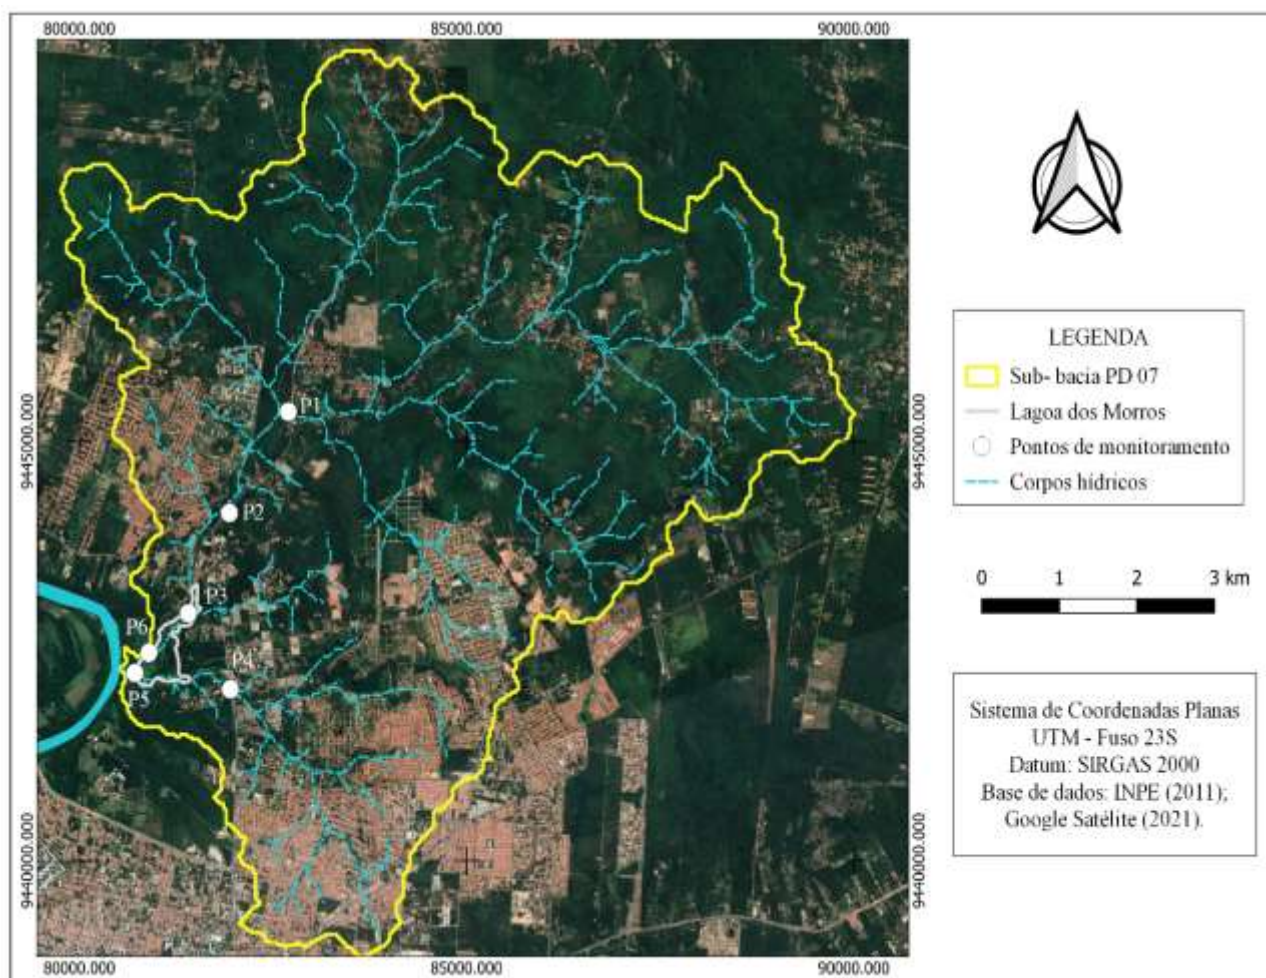 80000.000 85000.000 90000.000
9445000.000
9440000.000
P1
P2
P3
P6
P4
P5
9445000.000
9440000.000
80000.000 85000.000 90000.000
LEGENDA
Sub- bacia PD 07
Lagoa dos Morros
Pontos de monitoramento
Corpos hídricos
0 1 2 3 km
Sistema de Coordenadas Planas
UTM - Fuso 23S
Datum: SIRGAS 2000
Base de dados: INPE (2011);
Google Satélite (2021).